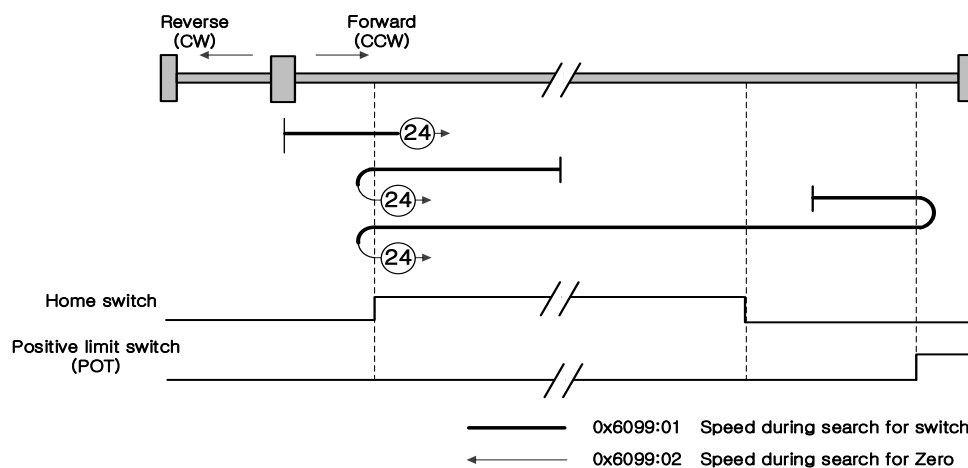 Reverse
(CW)
Forward
(CCW)
24
24
24
Home switch
Positive limit switch
(POT)
0x6099:01 Speed during search for switch
0x6099:02 Speed during search for Zero